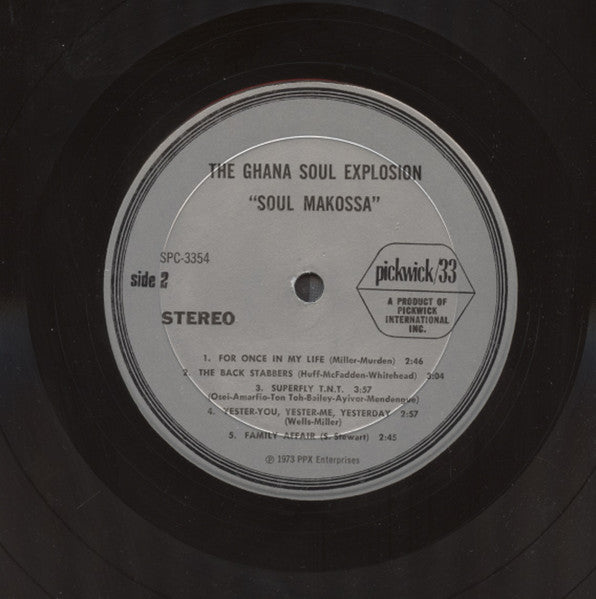 THE GHANA SOUL EXPLOSION
"SOUL MAKOSSA"
SPC-3354
side 2
STEREO
pickwick/33
A PRODUCT OF
PICKWICK
INTERNATIONAL
INC.
1. FOR ONCE IN MY LIFE (Miller-Murden) 2:46
2. THE BACK STABBERS (Huff-McFadden-Whitehead) 3:04
3. SUPERFLY T.N.T. 3:57
(Osei-Amarfio-Ton Toh-Bailey-Ayivor-Mendengue)
4. YESTER-YOU, YESTER-ME, YESTERDAY 2:57
(Wells-Miller)
5. FAMILY AFFAIR (S. Stewart) 2:45
℗ 1973 PPX Enterprises